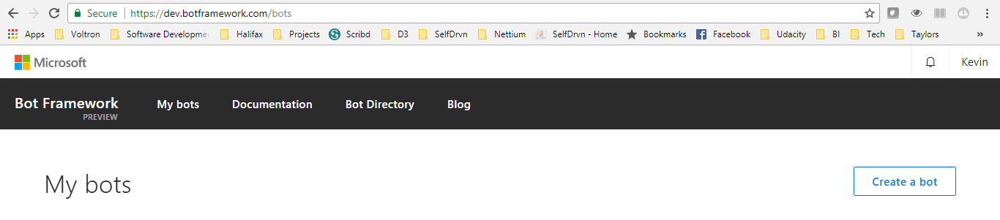 Secure https://dev.botframework.com/bots
Apps Voltron Software Developme Halifax Projects Scribd D3 SelfDrvn Nettium SelfDrvn - Home Bookmarks Facebook Udacity BI Tech Taylors »
Microsoft Kevin
Bot Framework My bots Documentation Bot Directory Blog
PREVIEW
My bots Create a bot